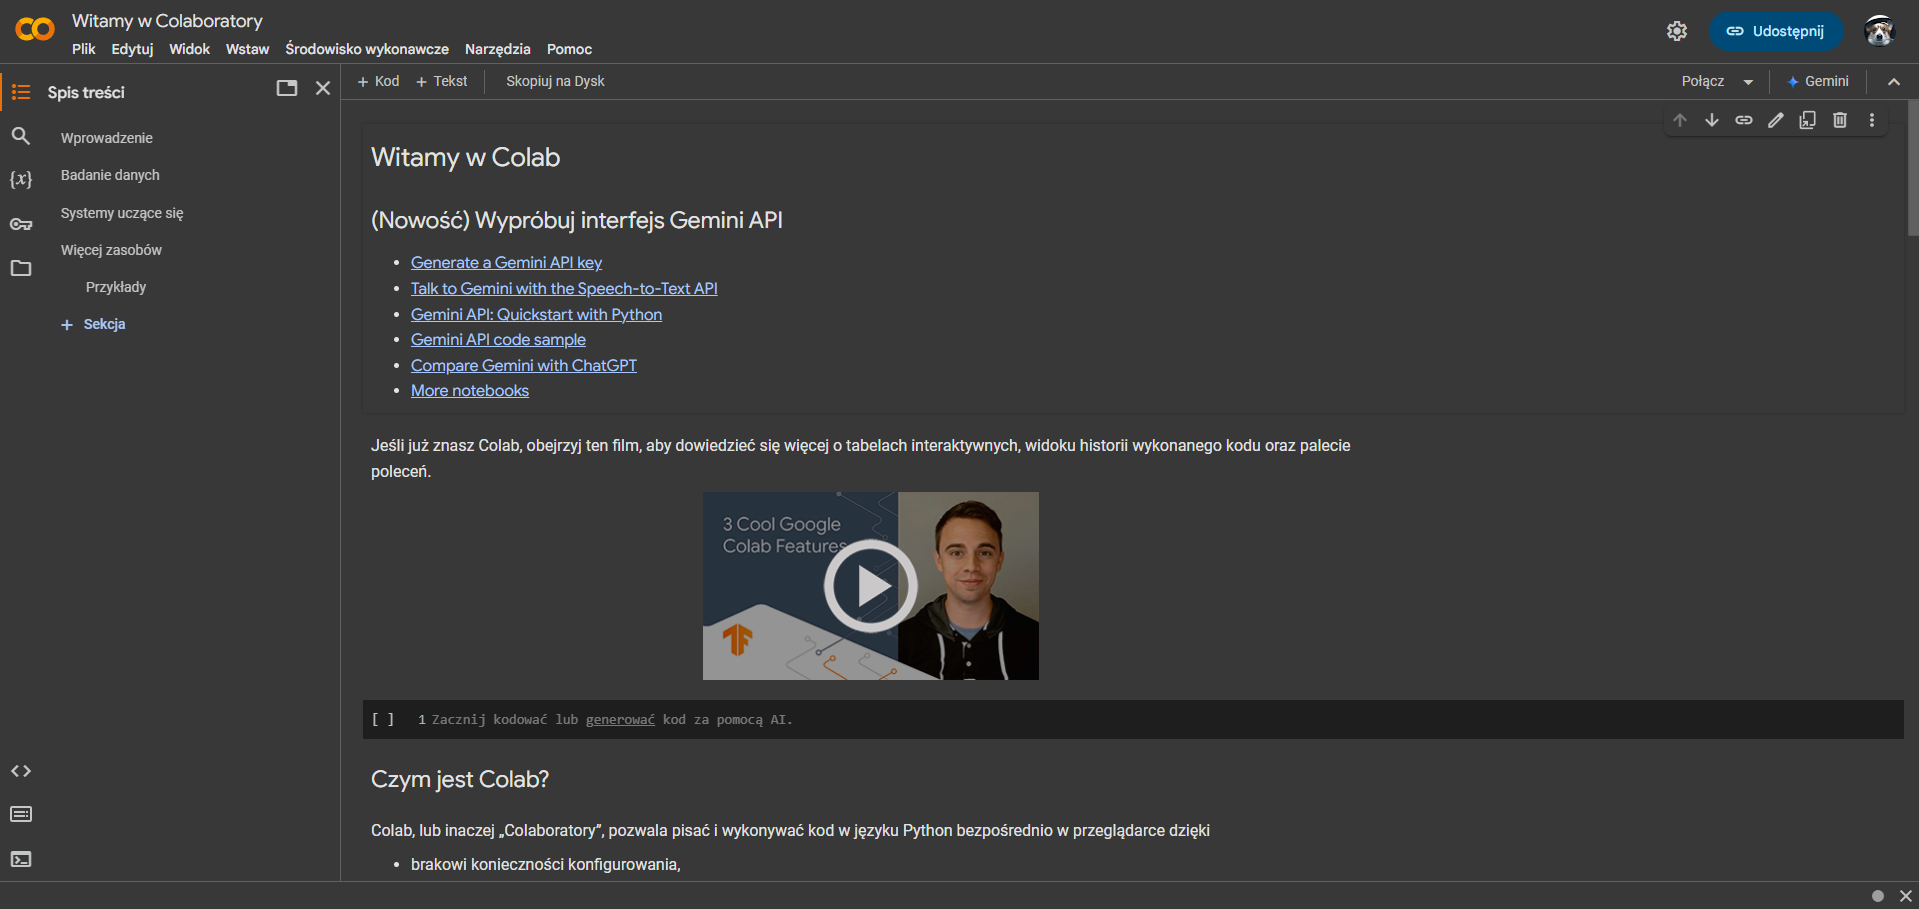 Witamy w Colaboratory
Plik Edytuj Widok Wstaw Środowisko wykonawcze Narzędzia Pomoc
Udostępnij
Spis treści
+ Kod + Tekst Skopiuj na Dysk
Połącz Gemini
Wprowadzenie
Badanie danych
Systemy uczące się
Więcej zasobów
Przykłady
+ Sekcja
{x}
Witamy w Colab
(Nowość) Wypróbuj interfejs Gemini API
• Generate a Gemini API key
• Talk to Gemini with the Speech-to-Text API
• Gemini API: Quickstart with Python
• Gemini API code sample
• Compare Gemini with ChatGPT
• More notebooks
Jeśli już znasz Colab, obejrzyj ten film, aby dowiedzieć się więcej o tabelach interaktywnych, widoku historii wykonanego kodu oraz palecie
poleceń.
3 Cool Google
Colab Features
[ ] 1 Zacznij kodować lub generować kod za pomocą AI.
Czym jest Colab?
Colab, lub inaczej „Colaboratory”, pozwala pisać i wykonywać kod w języku Python bezpośrednio w przeglądarce dzięki
• brakowi konieczności konfigurowania,